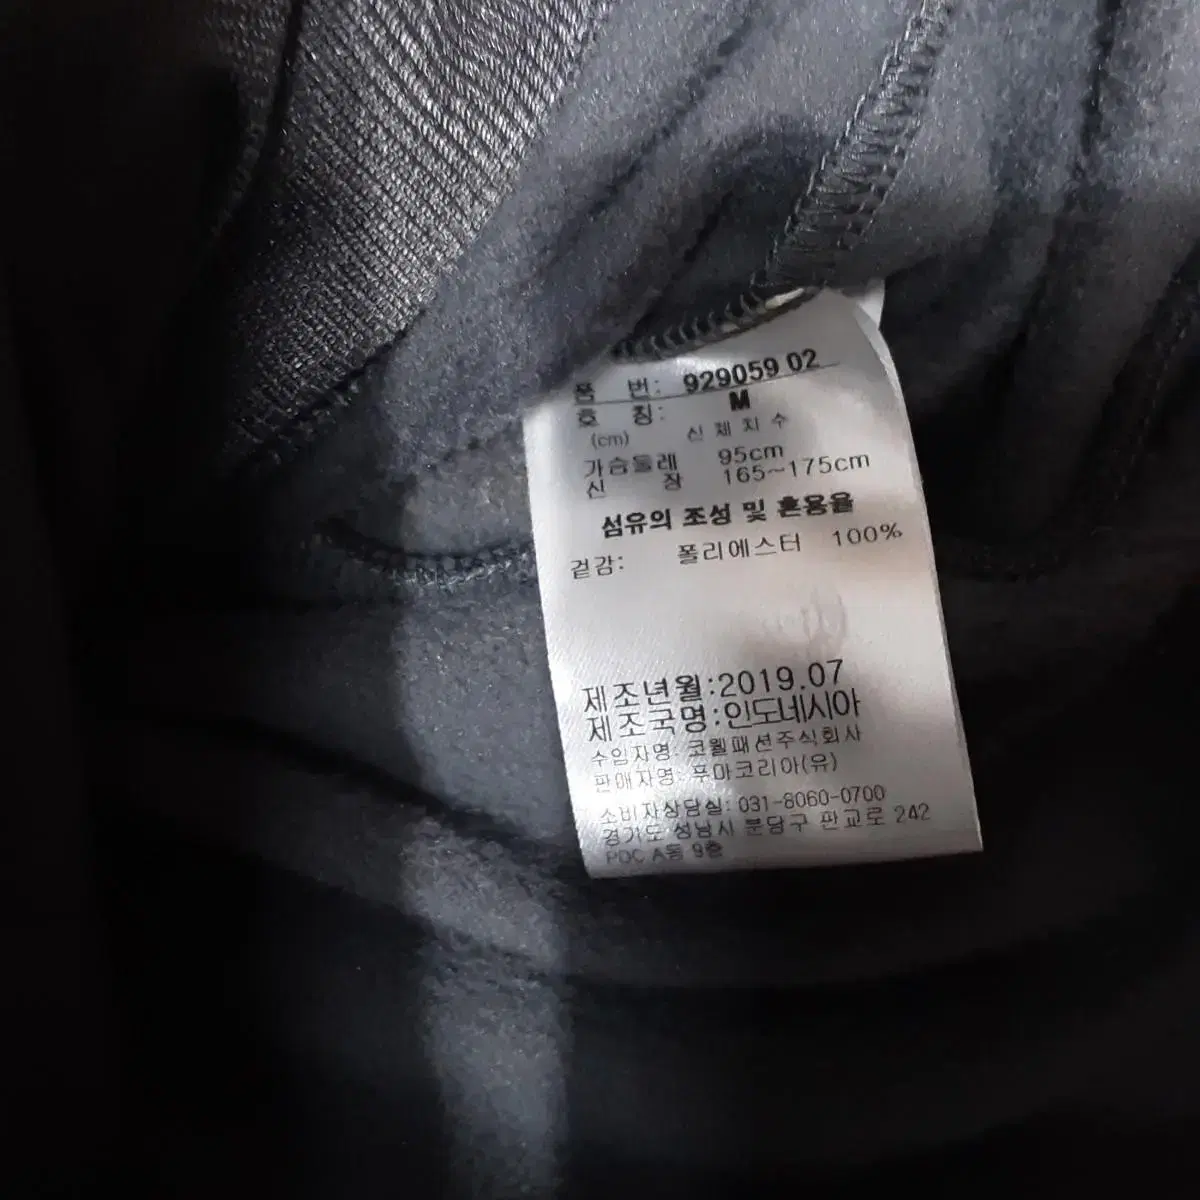 품 번: 929059 02
호 칭: M
(cm) 신 체 치 수
가슴둘레 95cm
신 장 165~175cm
섬유의 조성 및 혼용율
겉감: 폴리에스터 100%
제조년월:2019.07
제조국명:인도네시아
수입자명: 코웰패션주식회사
판매자명: 푸마코리아(유)
소비자상담실: 031-8060-0700
경기도 성남시 분당구 판교로 242
PDC A동 9층